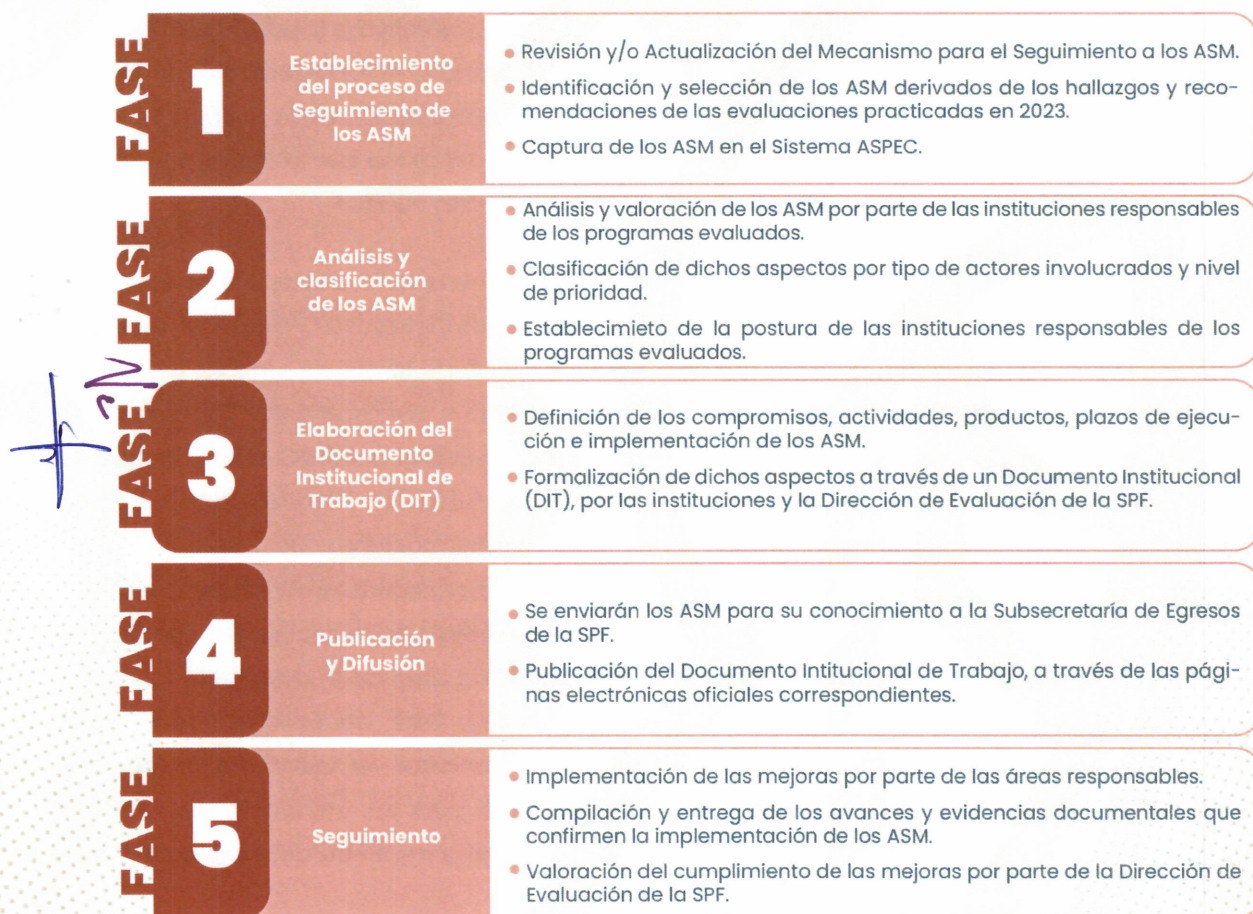 FASE
1
Establecimiento
del proceso de
Seguimiento de
los ASM
Revisión y/o Actualización del Mecanismo para el Seguimiento a los ASM.
Identificación y selección de los ASM derivados de los hallazgos y reco-
mendaciones de las evaluaciones practicadas en 2023.
Captura de los ASM en el Sistema ASPEC.
FASE
2
Análisis y
clasificación
de los ASM
Análisis y valoración de los ASM por parte de las instituciones responsables
de los programas evaluados.
Clasificación de dichos aspectos por tipo de actores involucrados y nivel
de prioridad.
Establecimieto de la postura de las instituciones responsables de los
programas evaluados.
FASE
3
Elaboración del
Documento
Institucional de
Trabajo (DIT)
Definición de los compromisos, actividades, productos, plazos de ejecu-
ción e implementación de los ASM.
Formalización de dichos aspectos a través de un Documento Institucional
(DIT), por las instituciones y la Dirección de Evaluación de la SPF.
FASE
4
Publicación
y Difusión
Se enviarán los ASM para su conocimiento a la Subsecretaría de Egresos
de la SPF.
Publicación del Documento Intitucional de Trabajo, a través de las pági-
nas electrónicas oficiales correspondientes.
FASE
5
Seguimiento
Implementación de las mejoras por parte de las áreas responsables.
Compilación y entrega de los avances y evidencias documentales que
confirmen la implementación de los ASM.
Valoración del cumplimiento de las mejoras por parte de la Dirección de
Evaluación de la SPF.